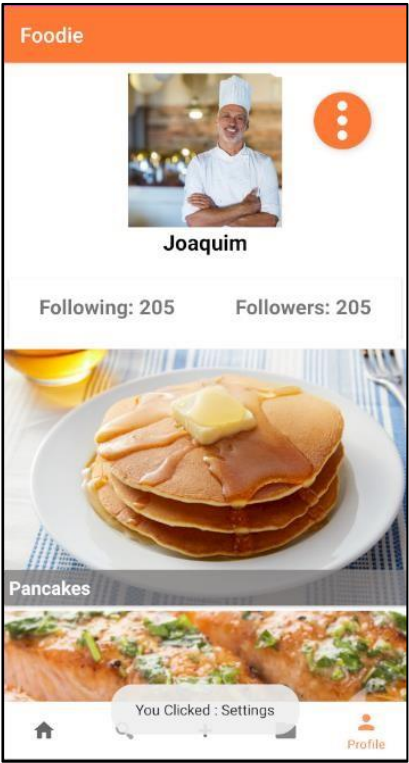 Foodie
Joaquim
Following: 205 Followers: 205
Pancakes
You Clicked : Settings
Profile